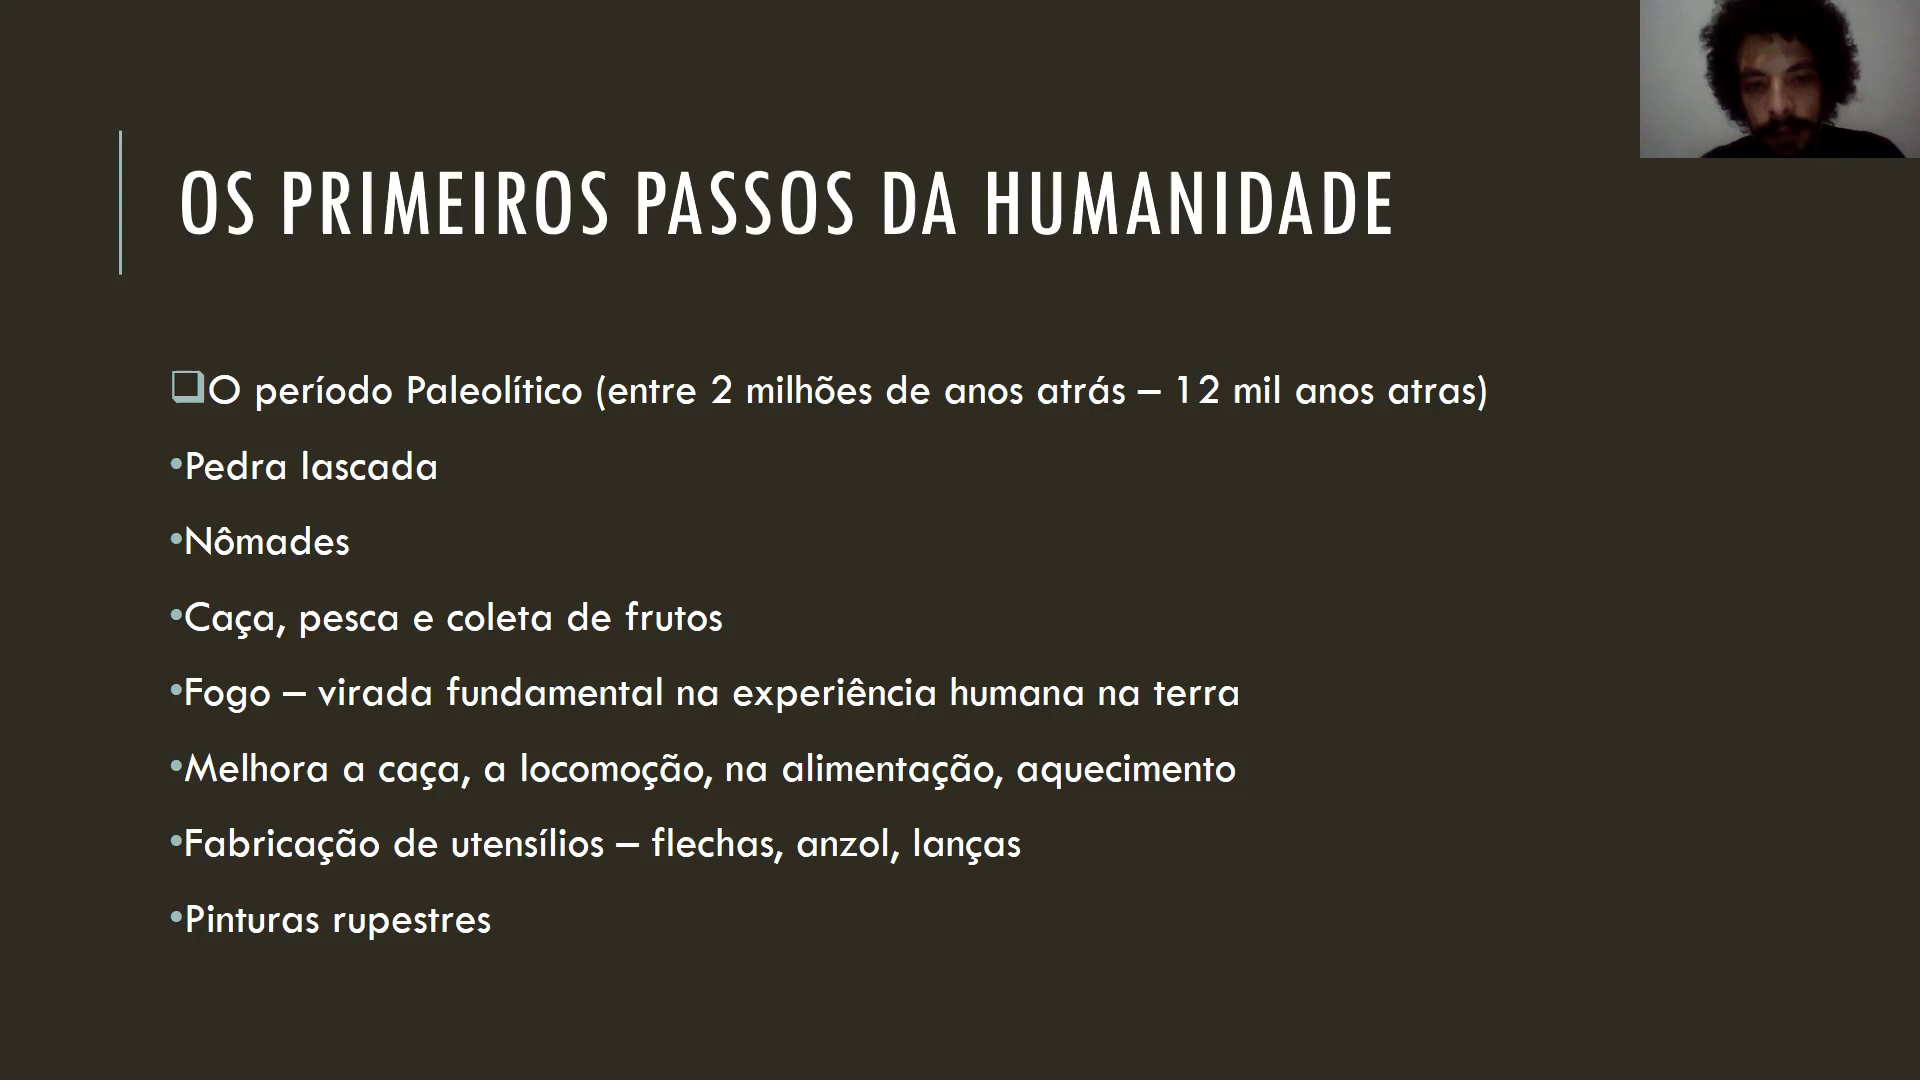 OS PRIMEIROS PASSOS DA HUMANIDADE
❑O período Paleolítico (entre 2 milhões de anos atrás – 12 mil anos atras)
•Pedra lascada
•Nômades
•Caça, pesca e coleta de frutos
•Fogo – virada fundamental na experiência humana na terra
•Melhora a caça, a locomoção, na alimentação, aquecimento
•Fabricação de utensílios – flechas, anzol, lanças
•Pinturas rupestres